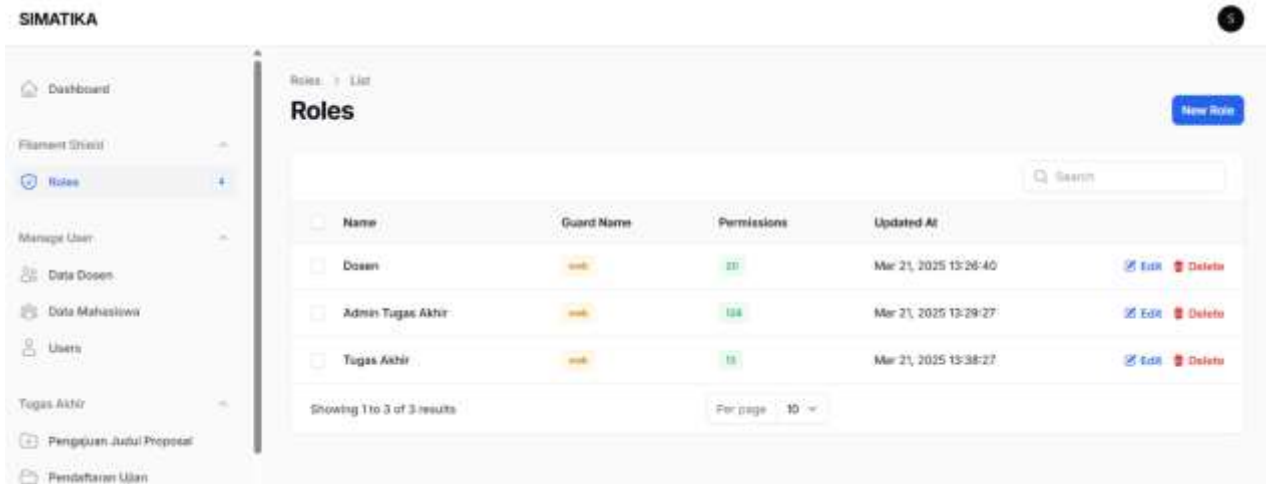 SIMATIKA
S
Dashboard
Filament Shield
Roles 4
Manage User
Data Dosen
Data Mahasiswa
Users
Tugas Akhir
Pengajuan Judul Proposal
Pendaftaran Ujian
Roles > List
Roles
New Role
Search
Name Guard Name Permissions Updated At
Dosen web Mar 21, 2025 13:26:40 Edit Delete
Admin Tugas Akhir web Mar 21, 2025 13:29:27 Edit Delete
Tugas Akhir web Mar 21, 2025 13:38:27 Edit Delete
Showing 1 to 3 of 3 results
Per page 10